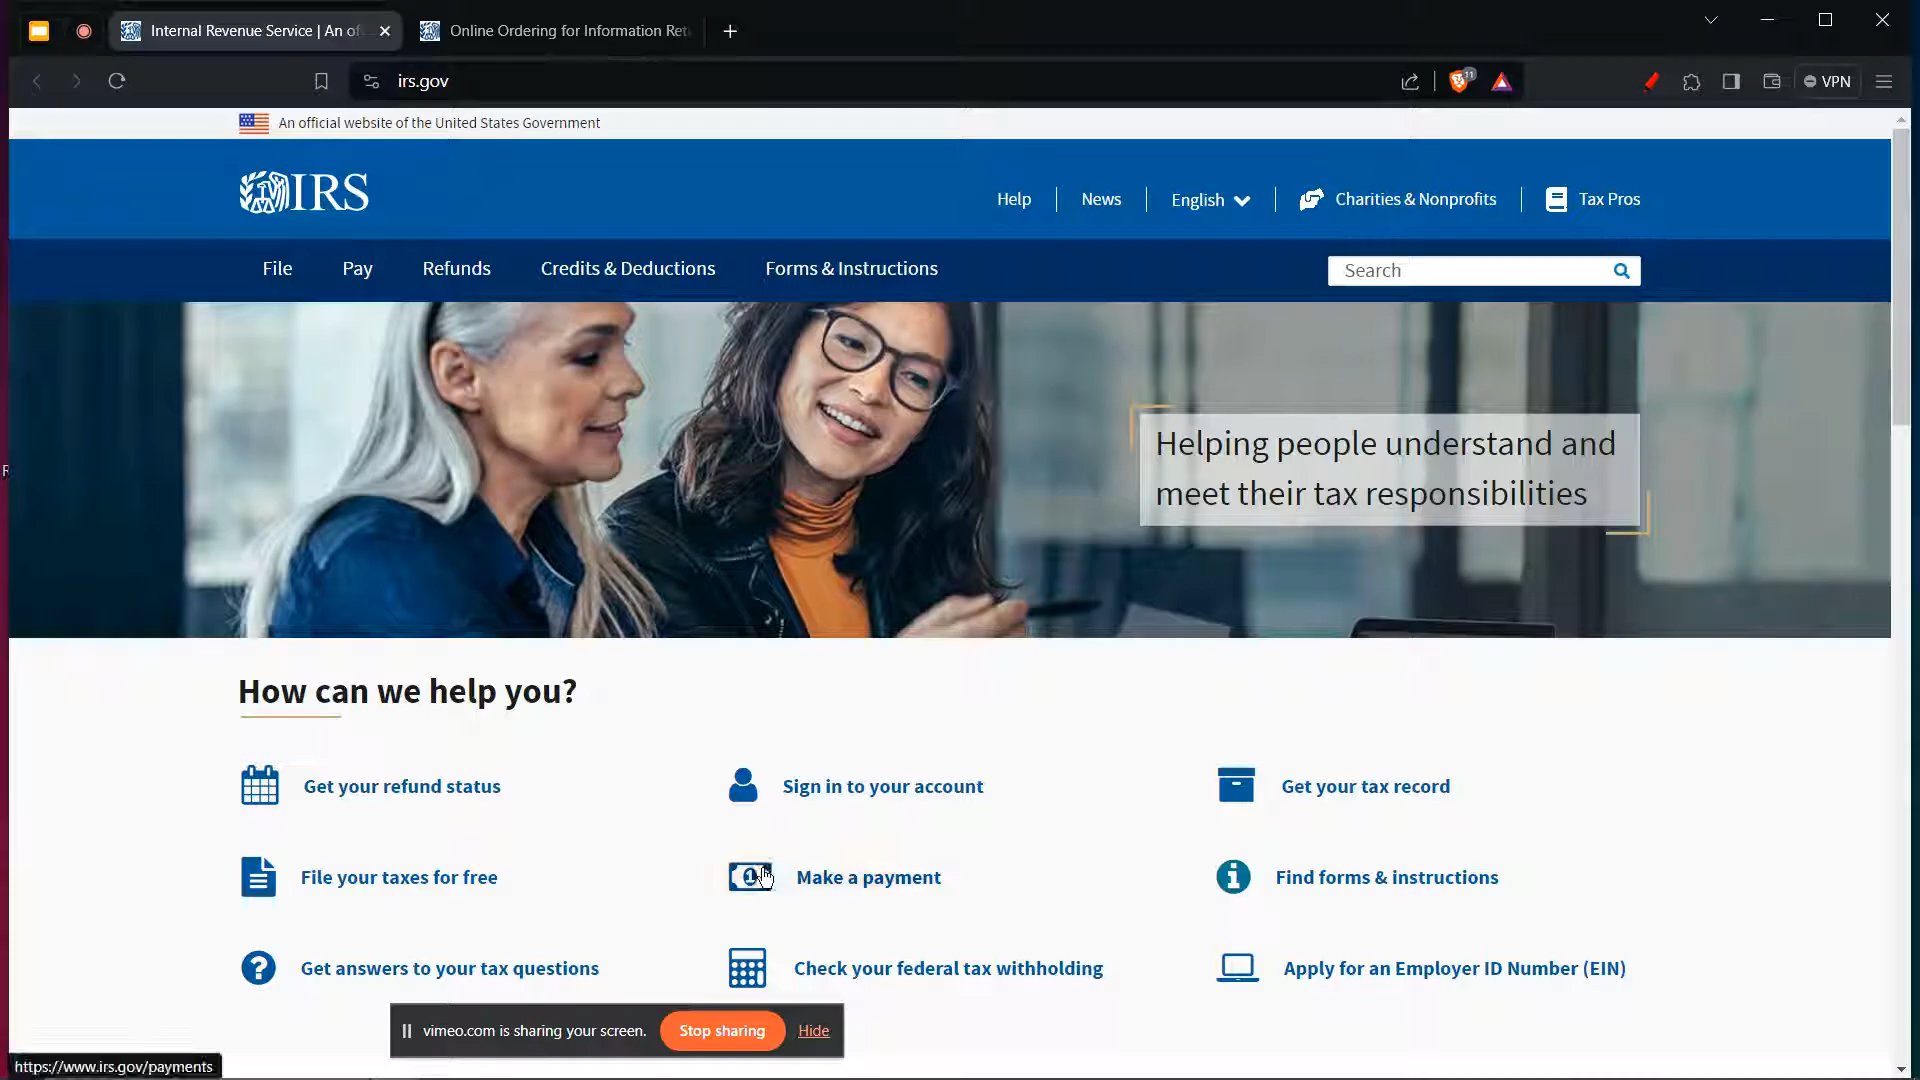 Internal Revenue Service | An of
Online Ordering for Information Ret
irs.gov
11
VPN
An official website of the United States Government
IRS
Help
News
English
Charities & Nonprofits
Tax Pros
File
Pay
Refunds
Credits & Deductions
Forms & Instructions
Search
Helping people understand and
meet their tax responsibilities
How can we help you?
Get your refund status
Sign in to your account
Get your tax record
File your taxes for free
Make a payment
Find forms & instructions
Get answers to your tax questions
Check your federal tax withholding
Apply for an Employer ID Number (EIN)
vimeo.com is sharing your screen.
Stop sharing
Hide
https://www.irs.gov/payments